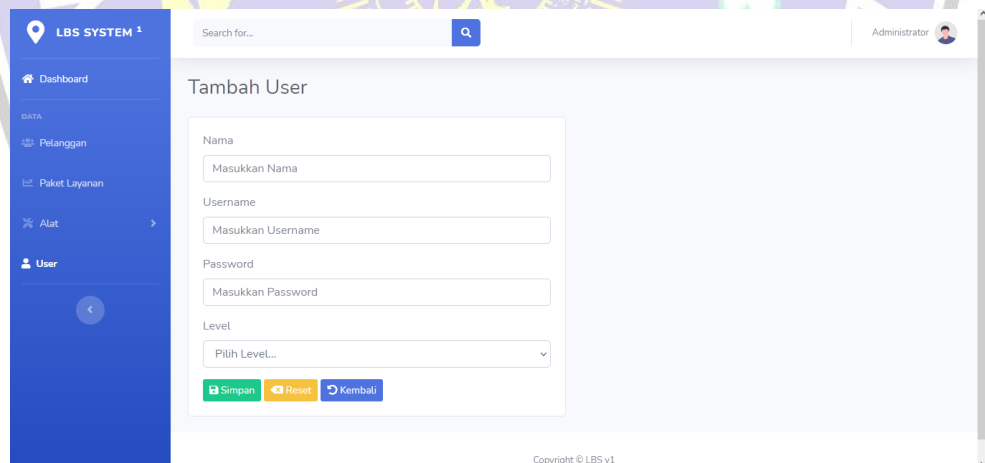 LBS SYSTEM 1
Search for...
Administrator
Dashboard
DATA
Pelanggan
Paket Layanan
Alat
User
Tambah User
Nama
Masukkan Nama
Username
Masukkan Username
Password
Masukkan Password
Level
Pilih Level...
Simpan Reset Kembali
Copyright © LBS v1